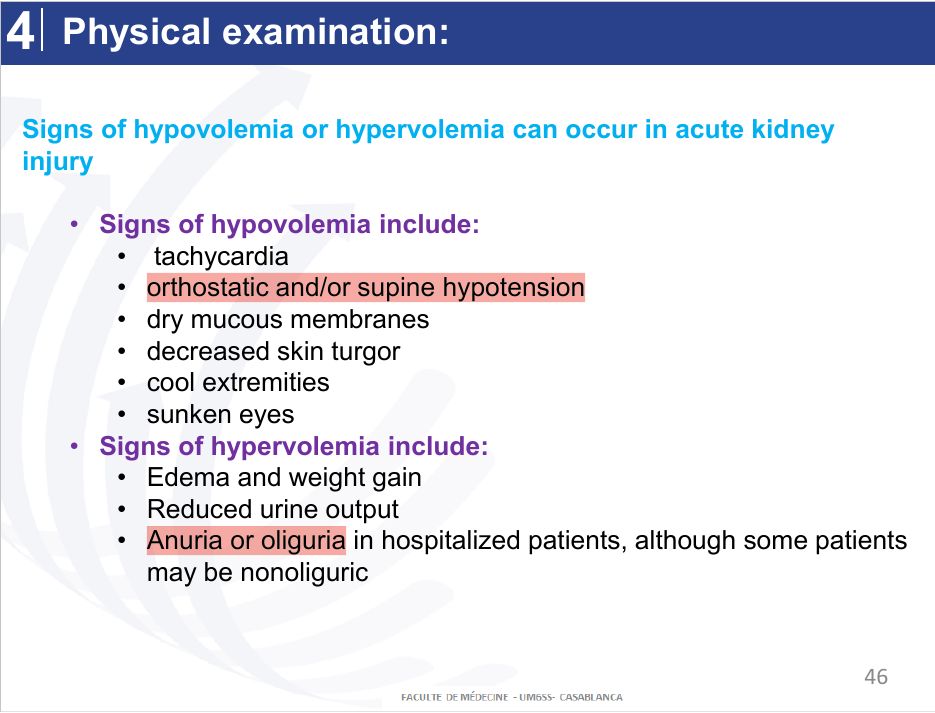 4 Physical examination:
Signs of hypovolemia or hypervolemia can occur in acute kidney
injury
• Signs of hypovolemia include:
• tachycardia
• orthostatic and/or supine hypotension
• dry mucous membranes
• decreased skin turgor
• cool extremities
• sunken eyes
• Signs of hypervolemia include:
• Edema and weight gain
• Reduced urine output
• Anuria or oliguria in hospitalized patients, although some patients
may be nonoliguric
46
FACULTE DE MÉDECINE - UM6SS- CASABLANCA